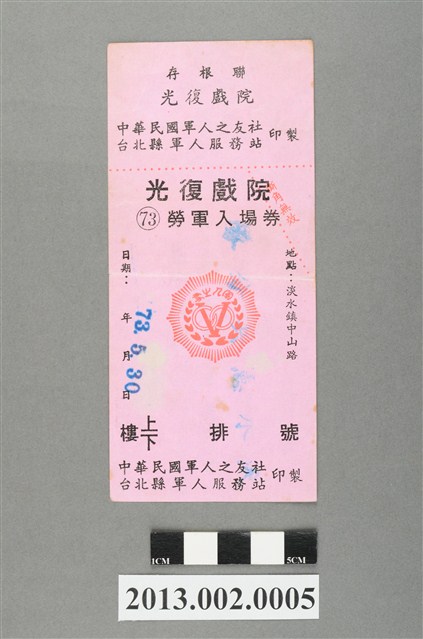 存根聯
光復戲院
中華民國軍人之友社
台北縣軍人服務站
印製
光復戲院
73勞軍入場券
地點：淡水鎮中山路
日期：
年
月
日
73.5.30
樓上下
排
號
中華民國軍人之友社
台北縣軍人服務站
印製
1CM
5CM
2013.002.0005